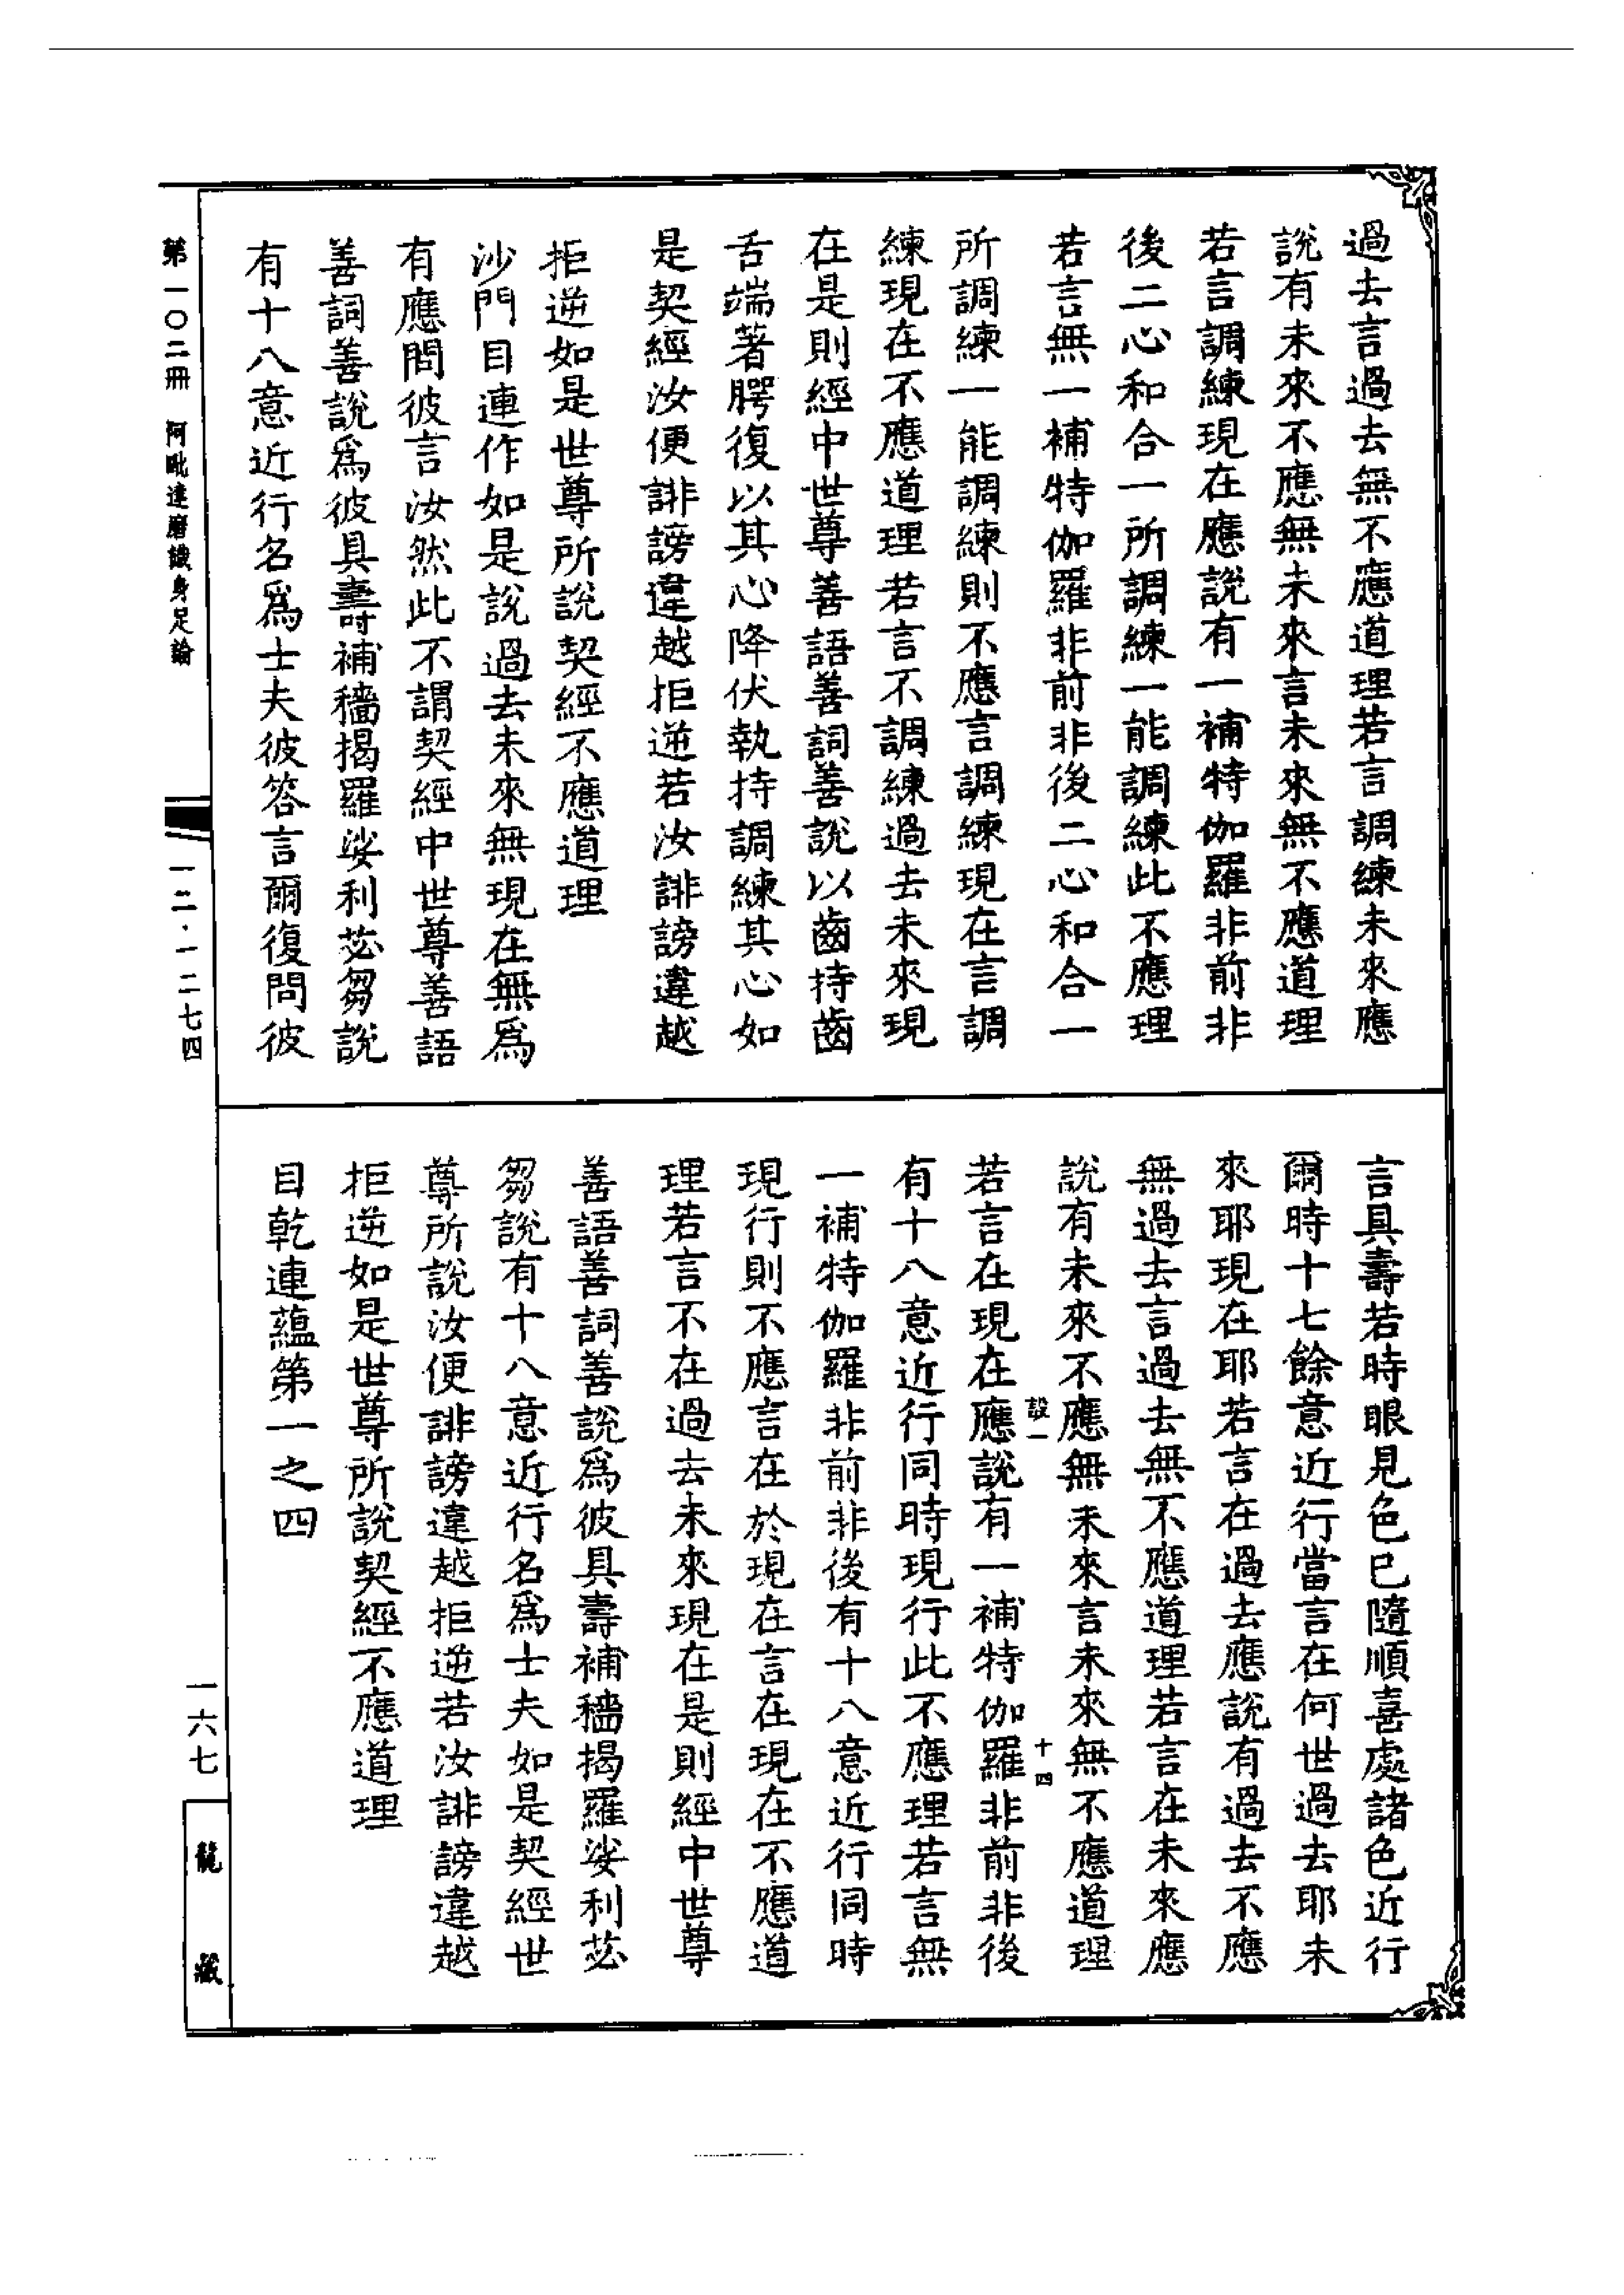 過去言過去無不應道理若言調練未來應
說有未來不應無未來言未來無不應道理
若言調練現在應說有一補特伽羅非前非
後二心和合一所調練一能調練此不應理
若言無一補特伽羅非前非後二心和合一
所調練一能調練則不應言調練現在言調
練現在不應道理若言不調練過去未來現
在是則經中世尊善語善詞善說以齒持齒
舌端著腭復以其心降伏執持調練其心如
是契經汝便誹謗違越拒逆若汝誹謗違越
拒逆如是世尊所說契經不應道理
沙門目連作如是說過去未來無現在無爲
有應問彼言汝然此不謂契經中世尊善語
善詞善說爲彼具壽補穡揭羅娑利苾芻說
有十八意近行名爲士夫彼答言爾復問彼
言具壽若時眼見色已隨順喜處諸色近行
爾時十七餘意近行當言在何世過去耶未
來耶現在耶若言在過去應說有過去不應
無過去言過去無不應道理若言在未來應
說有未來不應無未來言未來無不應道理
設一
十四
若言在現在應說有一補特伽羅非前非後
有十八意近行同時現行此不應理若言無
一補特伽羅非前非後有十八意近行同時
現行則不應言在於現在言在現在不應道
理若言不在過去未來現在是則經中世尊
善語善詞善說爲彼具壽補穡揭羅娑利苾
芻說有十八意近行名爲士夫如是契經世
尊所說汝便誹謗違越拒逆若汝誹謗違越
拒逆如是世尊所說契經不應道理
目乾連蘊第一之四
第一〇二冊 阿毗達磨識身足論
一二·一二七四
一六七
龍藏